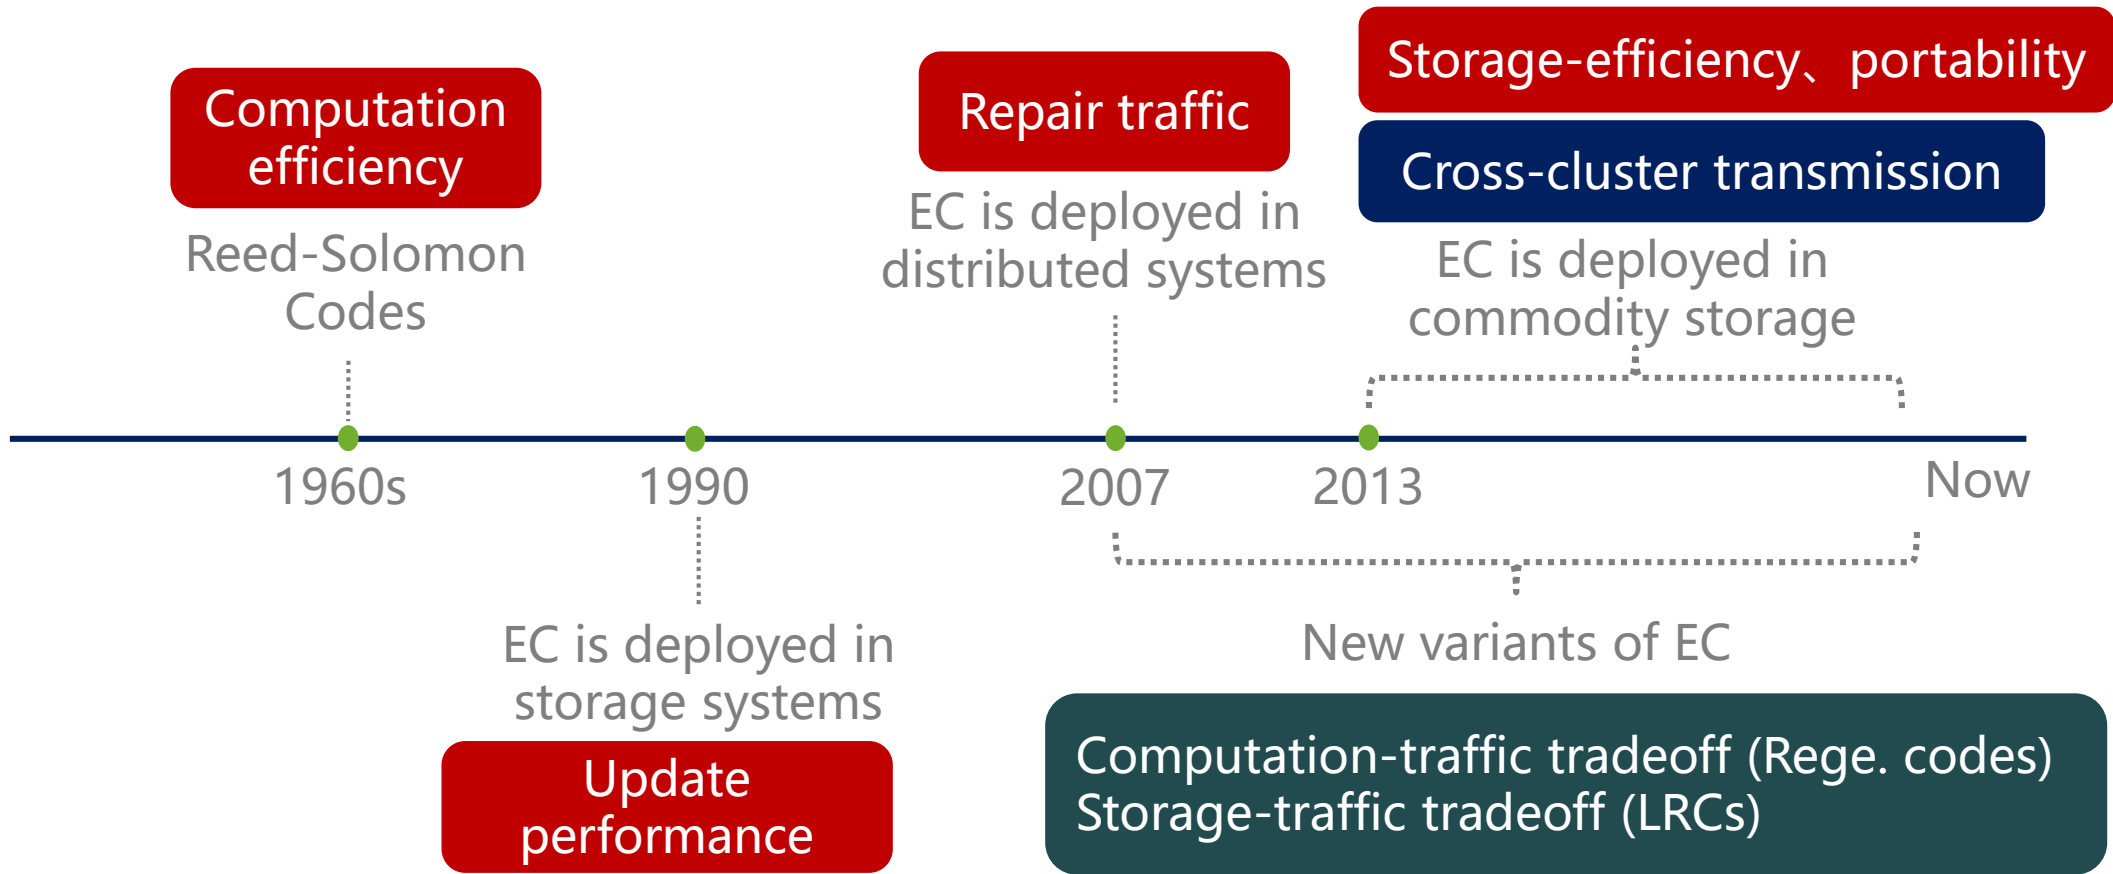 Computation
efficiency
Reed-Solomon
Codes
Repair traffic
EC is deployed in
distributed systems
Storage-efficiency、portability
Cross-cluster transmission
EC is deployed in
commodity storage
1960s
1990
2007
2013
Now
EC is deployed in
storage systems
Update
performance
New variants of EC
Computation-traffic tradeoff (Rege. codes)
Storage-traffic tradeoff (LRCs)